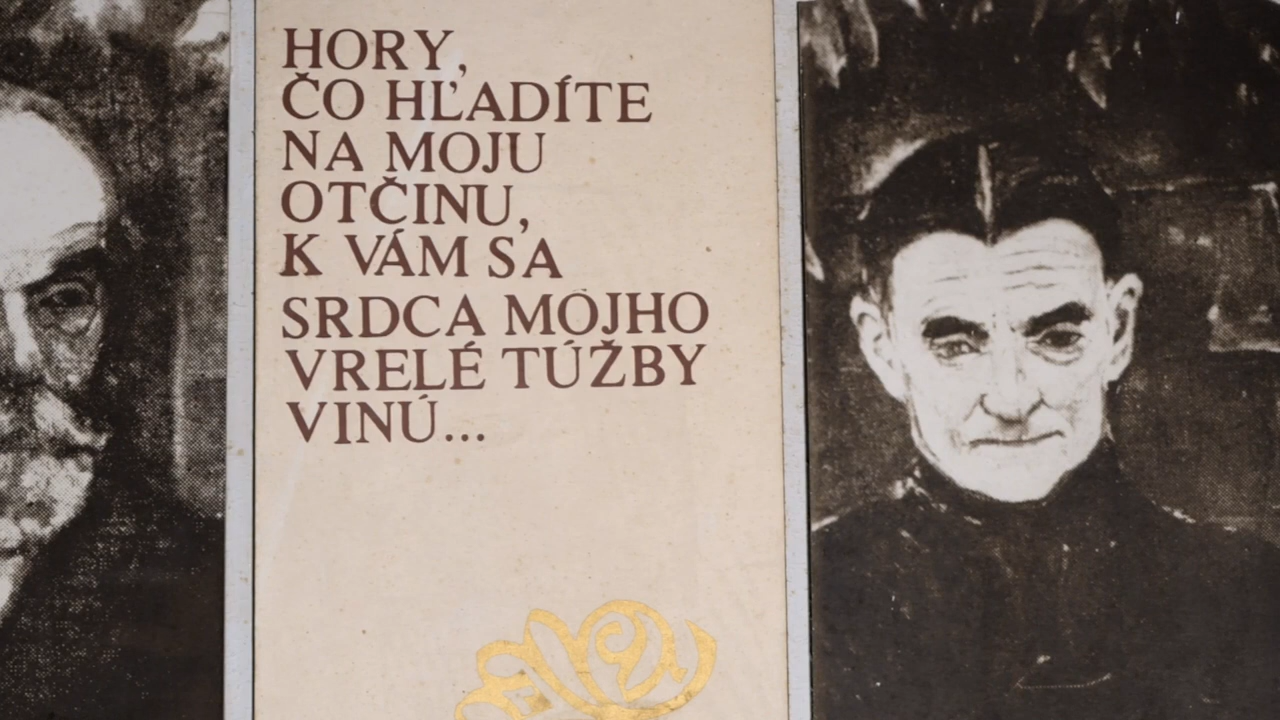 HORY,
ČO HĽADÍTE
NA MOJU
OTČINU,
K VÁM SA
SRDCA MÔJHO
VRELÉ TÚŽBY
VINÚ...